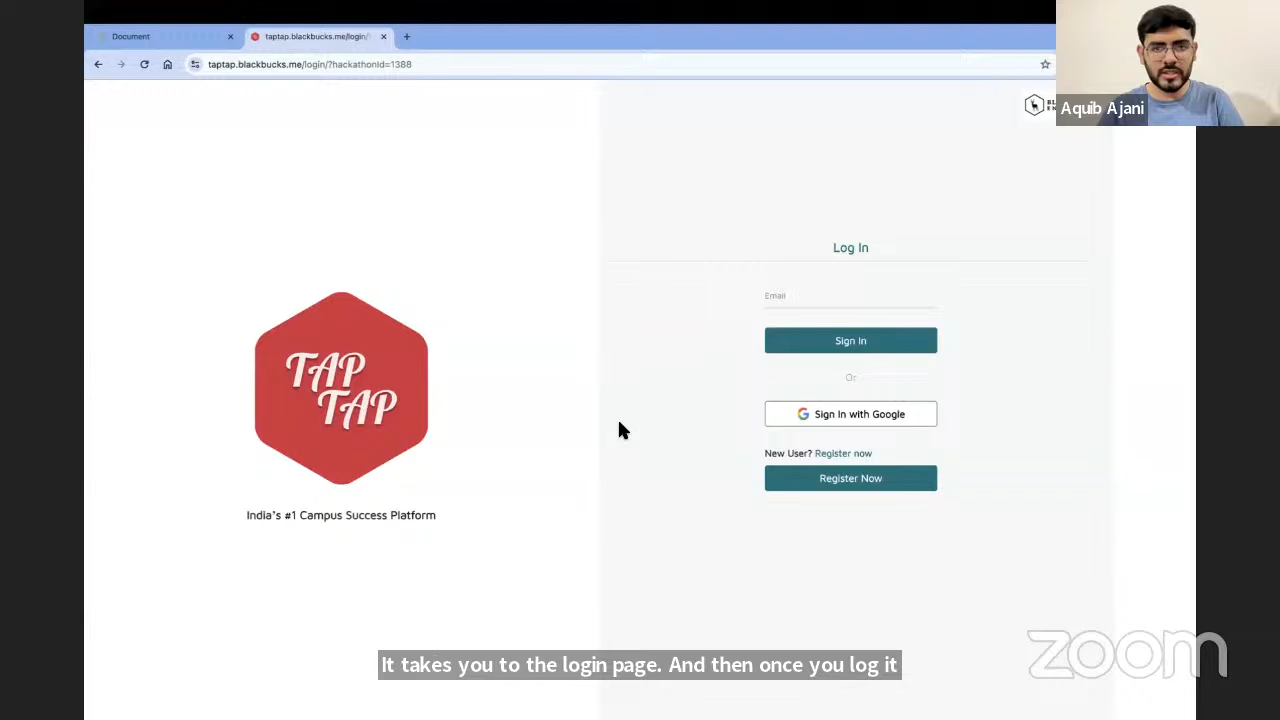 Document
taptap.blackbucks.me/login/?
taptap.blackbucks.me/login/?hackathonId=1388
Aquib Ajani
Log In
Email
Sign In
Or
Sign In with Google
New User? Register now
Register Now
TAP
TAP
India's #1 Campus Success Platform
It takes you to the login page. And then once you log it
zoom